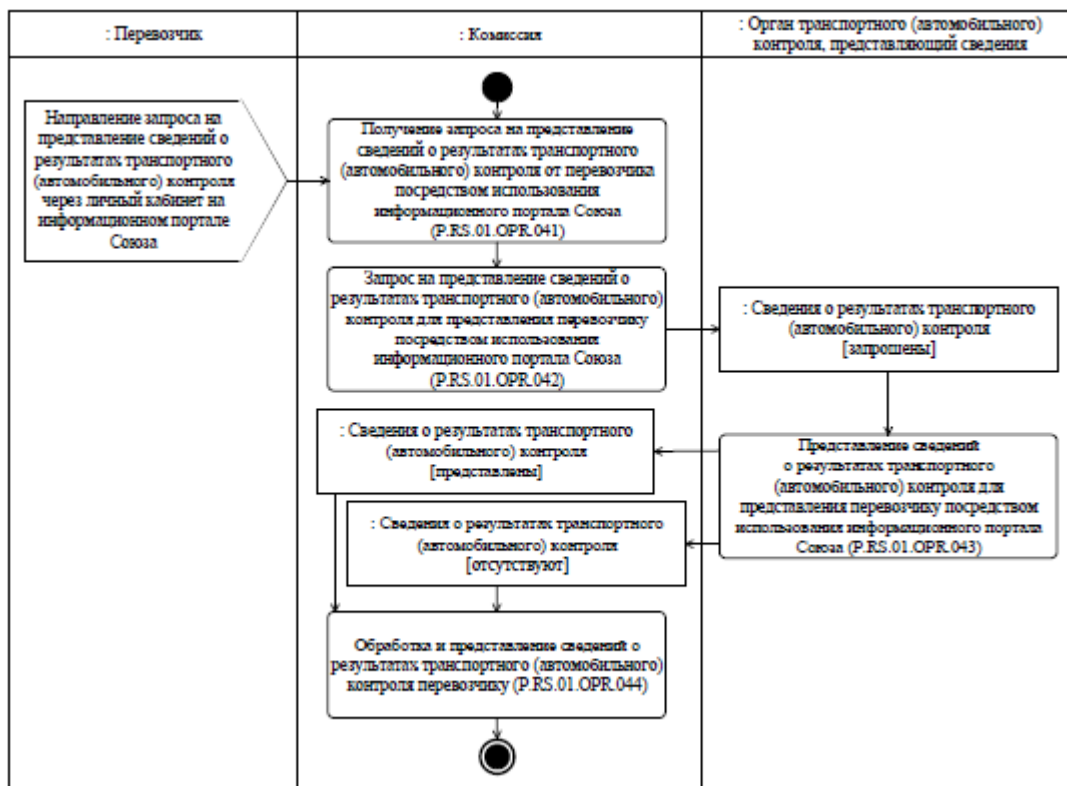 : Перевозчик
: Комиссия
: Орган транспортного (автомобильного)
контроля, представляющий сведения
Направление запроса на
представление сведений о
результатах транспортного
(автомобильного) контроля
через личный кабинет на
информационном портале
Союза
Получение запроса на представление
сведений о результатах транспортного
(автомобильного) контроля от перевозчика
посредством использования
информационного портала Союза
(P.RS.01.OPR.041)
Запрос на представление сведений о
результатах транспортного (автомобильного)
контроля для представления перевозчику
посредством использования
информационного портала Союза
(P.RS.01.OPR.042)
: Сведения о результатах транспортного
(автомобильного) контроля
[запрошены]
: Сведения о результатах транспортного
(автомобильного) контроля
[представлены]
Представление сведений
о результатах транспортного
(автомобильного) контроля для
представления перевозчику посредством
использования информационного портала
Союза (P.RS.01.OPR.043)
: Сведения о результатах транспортного
(автомобильного) контроля
[отсутствуют]
Обработка и представление сведений о
результатах транспортного (автомобильного)
контроля перевозчику (P.RS.01.OPR.044)